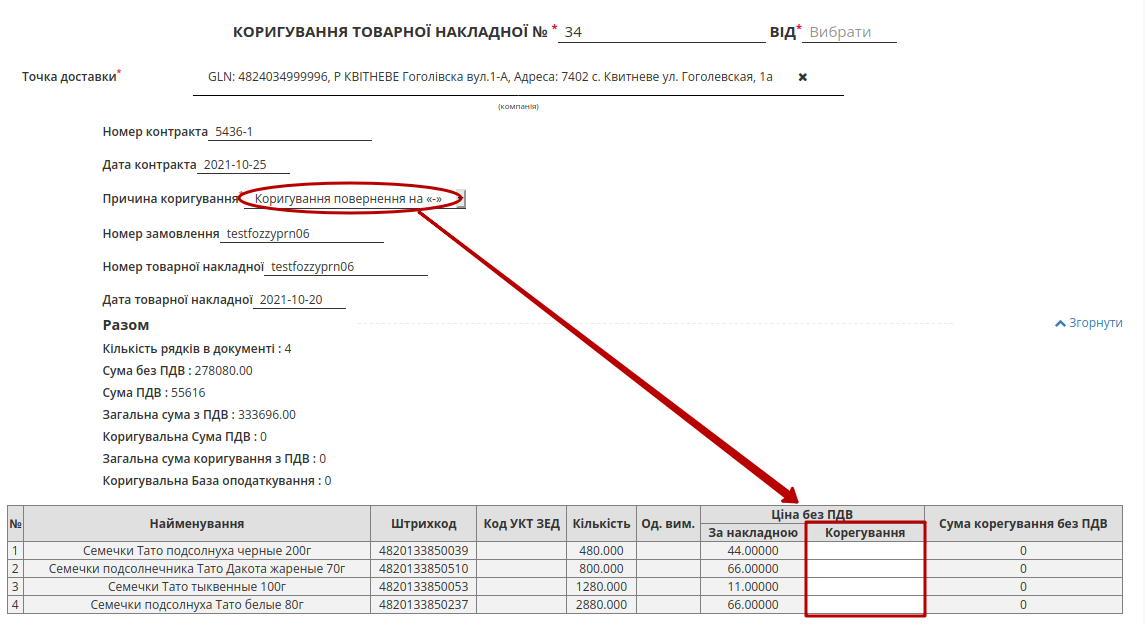 КОРИГУВАННЯ ТОВАРНОЇ НАКЛАДНОЇ № * 34 ВІД* Вибрати
Точка доставки* GLN: 4824034999996, Р КВІТНЕВЕ Гоголівска вул.1-А, Адреса: 7402 с. Квитневе ул. Гоголевская, 1а ✖
(компанія)
Номер контракта 5436-1
Дата контракта 2021-10-25
Причина коригування* Коригування повернення на «-»
Номер замовлення testfozzyprn06
Номер товарної накладної testfozzyprn06
Дата товарної накладної 2021-10-20
Разом Згорнути
Кількість рядків в документі : 4
Сума без ПДВ : 278080.00
Сума ПДВ : 55616
Загальна сума з ПДВ : 333696.00
Коригувальна Сума ПДВ : 0
Загальна сума коригування з ПДВ : 0
Коригувальна База оподаткування : 0
№ Найменування Штрихкод Код УКТ ЗЕД Кількість Од. вим. Ціна без ПДВ Сума корегування без ПДВ
За накладною Корегування
1 Семечки Тато подсолнуха черные 200г 4820133850039 480.000 44.00000 0
2 Семечки подсолнечника Тато Дакота жареные 70г 4820133850510 800.000 66.00000 0
3 Семечки Тато тыквенные 100г 4820133850053 1280.000 11.00000 0
4 Семечки подсолнуха Тато белые 80г 4820133850237 2880.000 66.00000 0